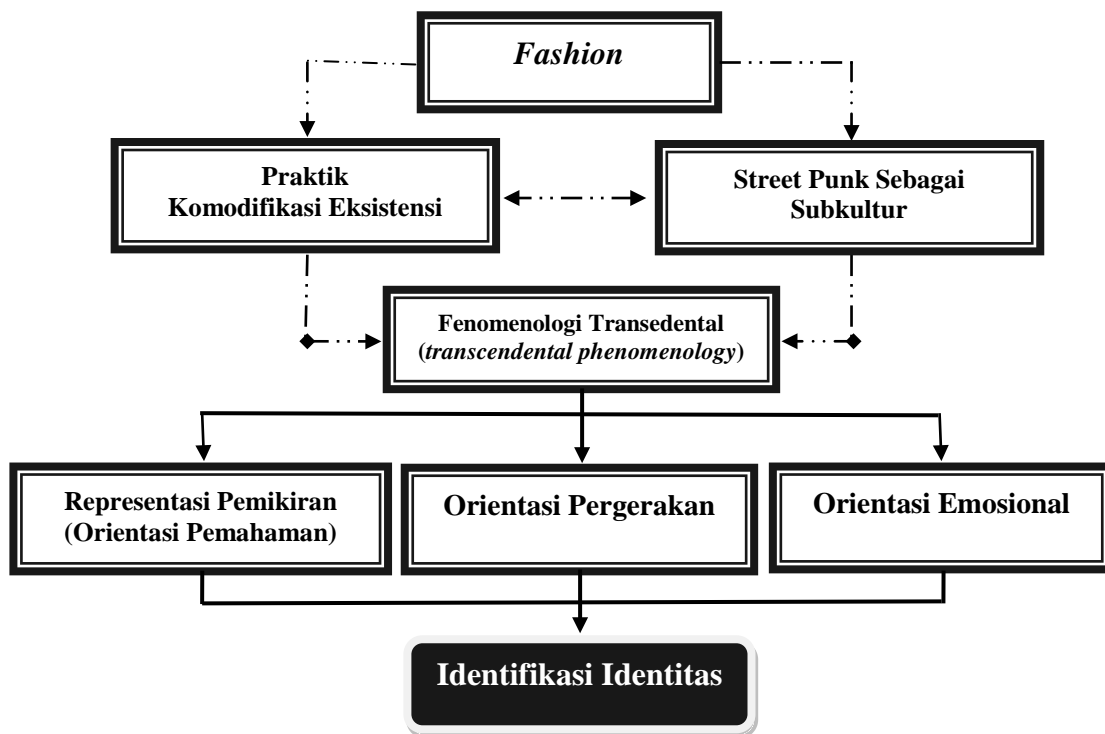 Fashion
Praktik
Komodifikasi Eksistensi
Street Punk Sebagai
Subkultur
Fenomenologi Transedental
(transcendental phenomenology)
Representasi Pemikiran
(Orientasi Pemahaman)
Orientasi Pergerakan
Orientasi Emosional
Identifikasi Identitas